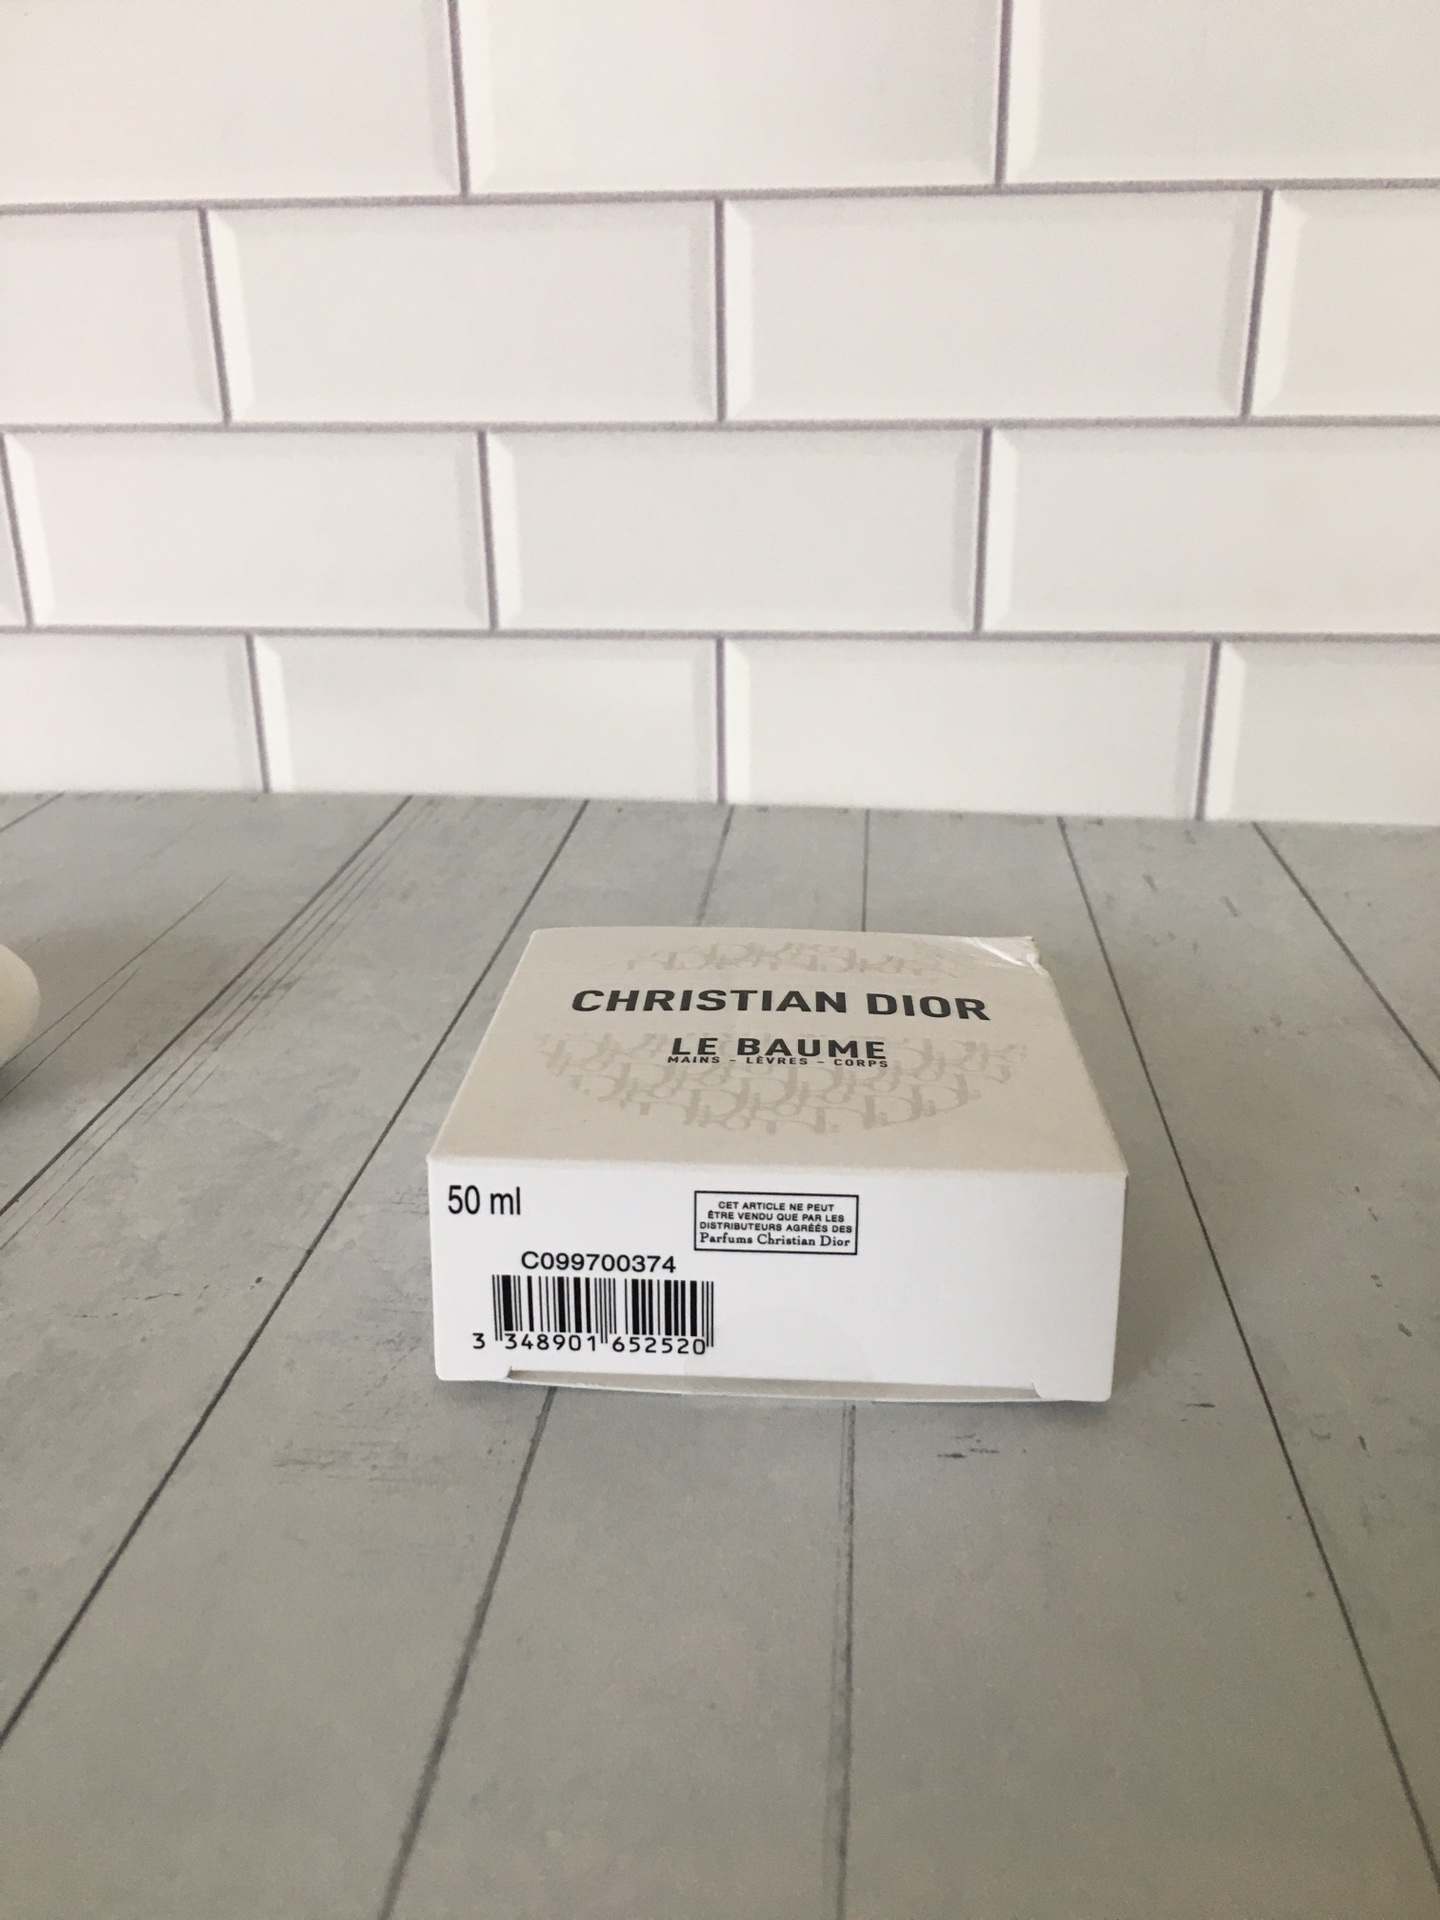 CHRISTIAN DIOR
LE BAUME
MAINS - LÈVRES - CORPS
50 ml
CET ARTICLE NE PEUT
ÊTRE VENDU QUE PAR LES
DISTRIBUTEURS AGRÉÉS DES
Parfums Christian Dior
C099700374
3 348901 652520